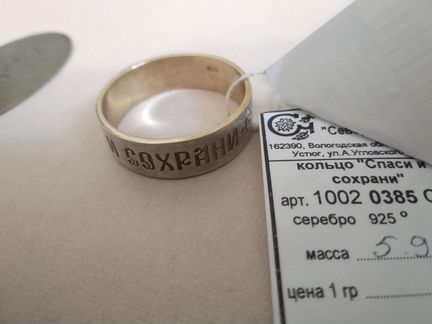 И СОХРАНИ
"Сев
162390, Вологодская об
Устюг, ул.А.Угловского
кольцо "Спаси и
сохрани"
арт. 1002 0385 С
серебро 925°
масса 5.9
цена 1 гр